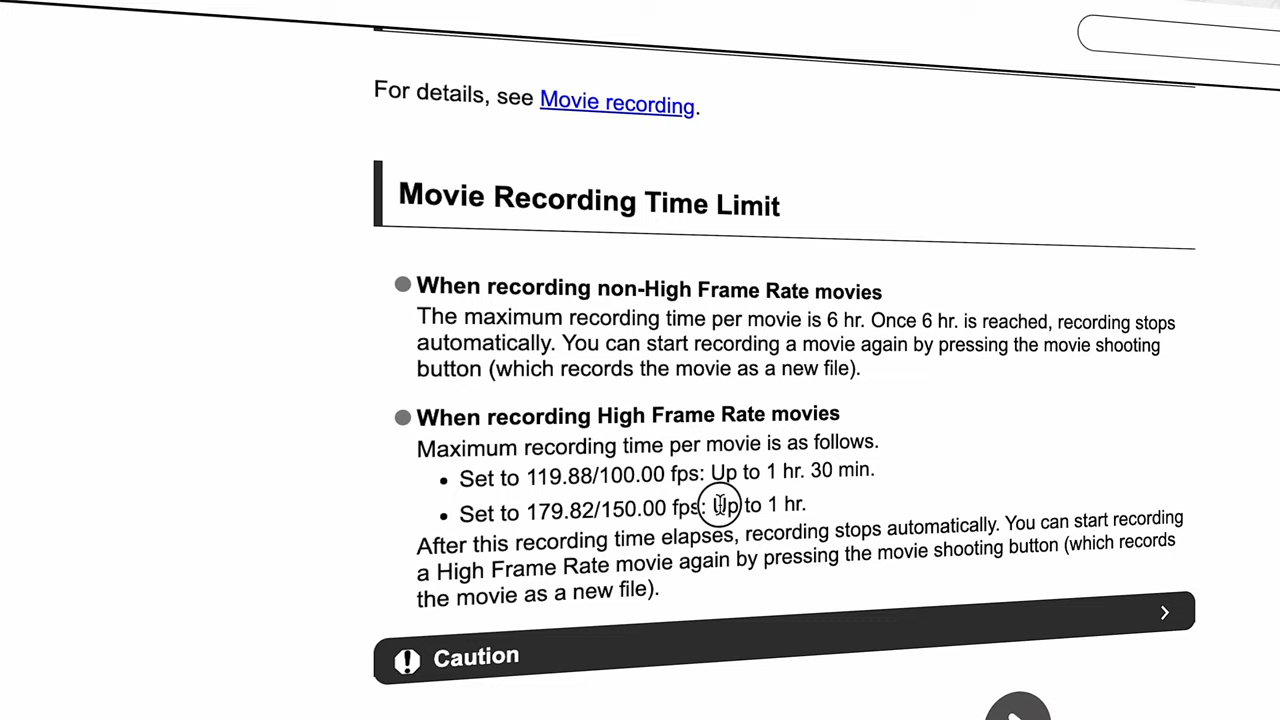 For details, see Movie recording.
Movie Recording Time Limit
When recording non-High Frame Rate movies
The maximum recording time per movie is 6 hr. Once 6 hr. is reached, recording stops
automatically. You can start recording a movie again by pressing the movie shooting
button (which records the movie as a new file).
When recording High Frame Rate movies
Maximum recording time per movie is as follows.
• Set to 119.88/100.00 fps: Up to 1 hr. 30 min.
• Set to 179.82/150.00 fps: Up to 1 hr.
After this recording time elapses, recording stops automatically. You can start recording
a High Frame Rate movie again by pressing the movie shooting button (which records
the movie as a new file).
Caution